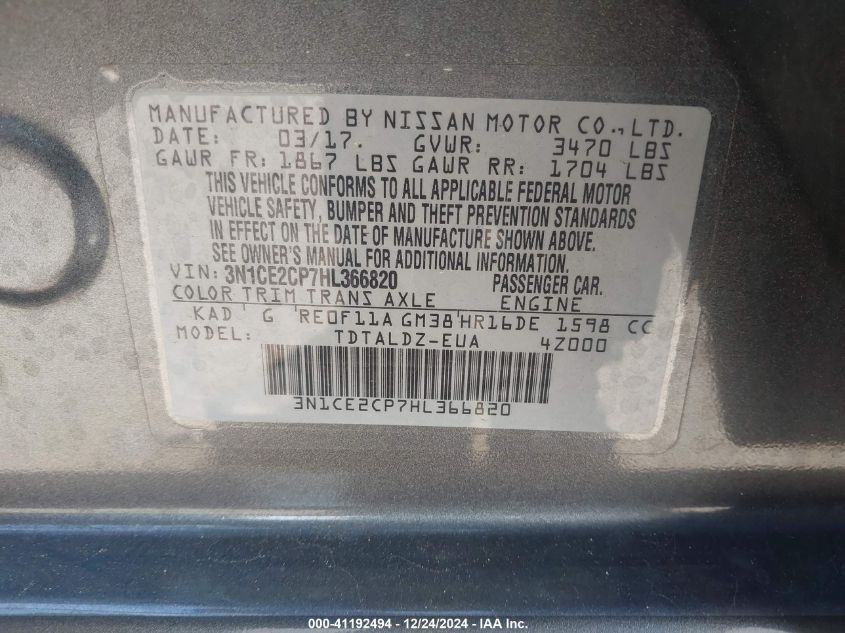 MANUFACTURED BY NISSAN MOTOR CO., LTD.
DATE: 03/17. GVWR: 3470 LBS
GAWR FR: 1867 LBS GAWR RR: 1704 LBS
THIS VEHICLE CONFORMS TO ALL APPLICABLE FEDERAL MOTOR
VEHICLE SAFETY, BUMPER AND THEFT PREVENTION STANDARDS
IN EFFECT ON THE DATE OF MANUFACTURE SHOWN ABOVE.
SEE OWNER'S MANUAL FOR ADDITIONAL INFORMATION.
VIN: 3N1CE2CP7HL366820 PASSENGER CAR.
COLOR TRIM TRANS AXLE ENGINE
KAD G RE0F11A GM38 HR16DE 1598 CC
MODEL: TDTALDZ-EUA 4Z000
3N1CE2CP7HL366820
000-41192494 - 12/24/2024 - IAA Inc.